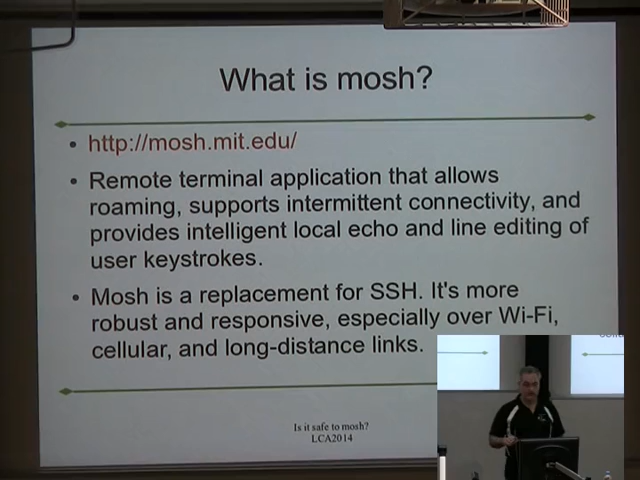 What is mosh?
• http://mosh.mit.edu/
• Remote terminal application that allows
roaming, supports intermittent connectivity, and
provides intelligent local echo and line editing of
user keystrokes.
• Mosh is a replacement for SSH. It's more
robust and responsive, especially over Wi-Fi,
cellular, and long-distance links.
Is it safe to mosh?
LCA2014